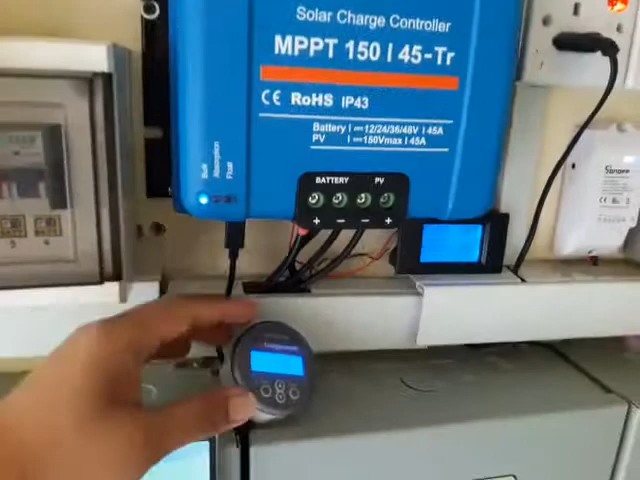 Solar Charge Controller
MPPT 150 | 45-Tr
CE RoHS IP43
Battery | ⎓ 12/24/36/48V | 45A
PV | ⎓ 150Vmax | 45A
Bulk
Absorption
Float
BATTERY PV
+ - - +
SONOFF